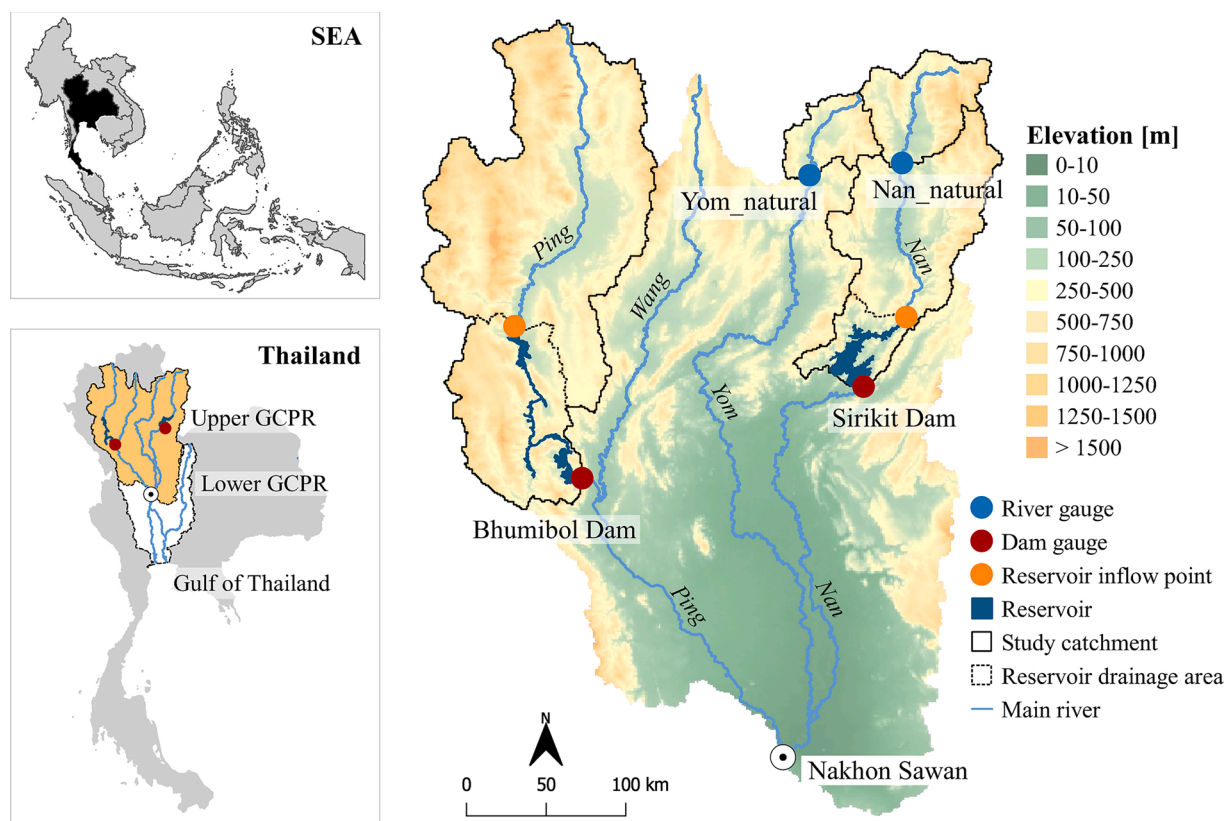 SEA
Thailand
Upper GCPR
Lower GCPR
Gulf of Thailand
Ping
Wang
Yom_natural
Nan_natural
Nan
Yom
Sirikit Dam
Bhumibol Dam
Ping
Nan
Nakhon Sawan
N
0 50 100 km
Elevation [m]
0-10
10-50
50-100
100-250
250-500
500-750
750-1000
1000-1250
1250-1500
> 1500
River gauge
Dam gauge
Reservoir inflow point
Reservoir
Study catchment
Reservoir drainage area
Main river